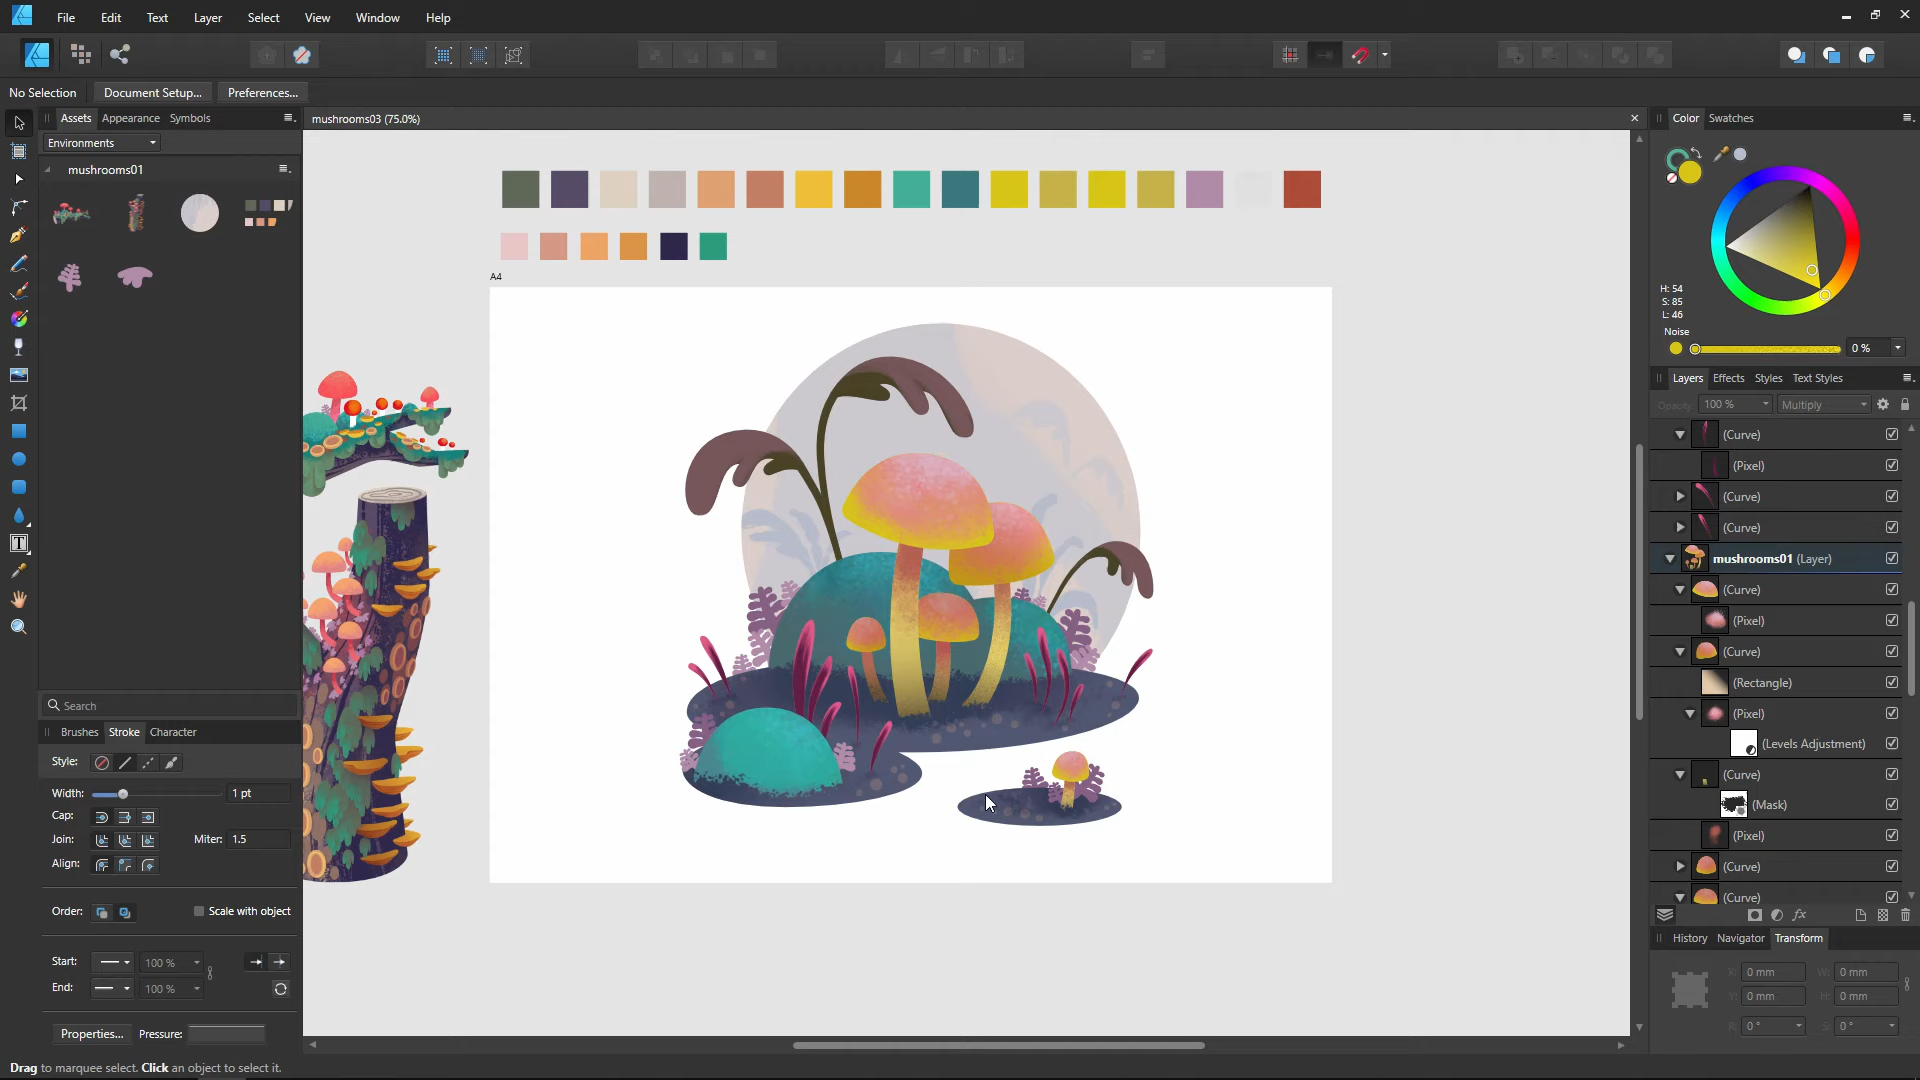 File Edit Text Layer Select View Window Help
No Selection Document Setup... Preferences...
Assets Appearance Symbols
mushrooms03 (75.0%)
Color Swatches
Environments
mushrooms01
A4
H: 54
S: 85
L: 46
Noise
0 %
Layers Effects Styles Text Styles
Opacity: 100 % Multiply
(Curve)
(Pixel)
(Curve)
(Curve)
mushrooms01 (Layer)
(Curve)
(Pixel)
(Curve)
(Rectangle)
(Pixel)
(Levels Adjustment)
(Curve)
(Mask)
(Pixel)
(Curve)
(Curve)
fx
History Navigator Transform
X: 0 mm W: 0 mm
Y: 0 mm H: 0 mm
R: 0 ° S: 0 °
Search
Brushes Stroke Character
Style:
Width: 1 pt
Cap:
Join: Miter: 1.5
Align:
Order: Scale with object
Start: 100 %
End: 100 %
Properties... Pressure:
Drag to marquee select. Click an object to select it.